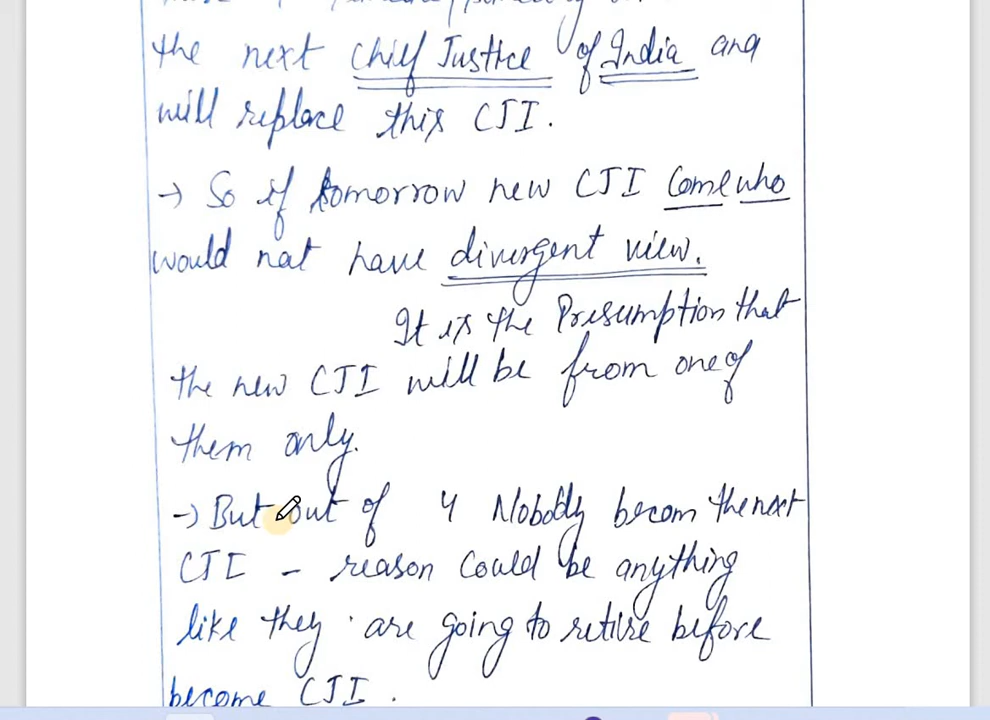 the next Chief Justice of India and
will replace this CJI.
→ So if tomorrow new CJI Come who
would not have divergent view.
It is the Presumption that
the new CJI will be from one of
them only.
→ But out of 4 Nobody becom the next
CJI - reason could be anything
like they are going to retire before
become CJI.